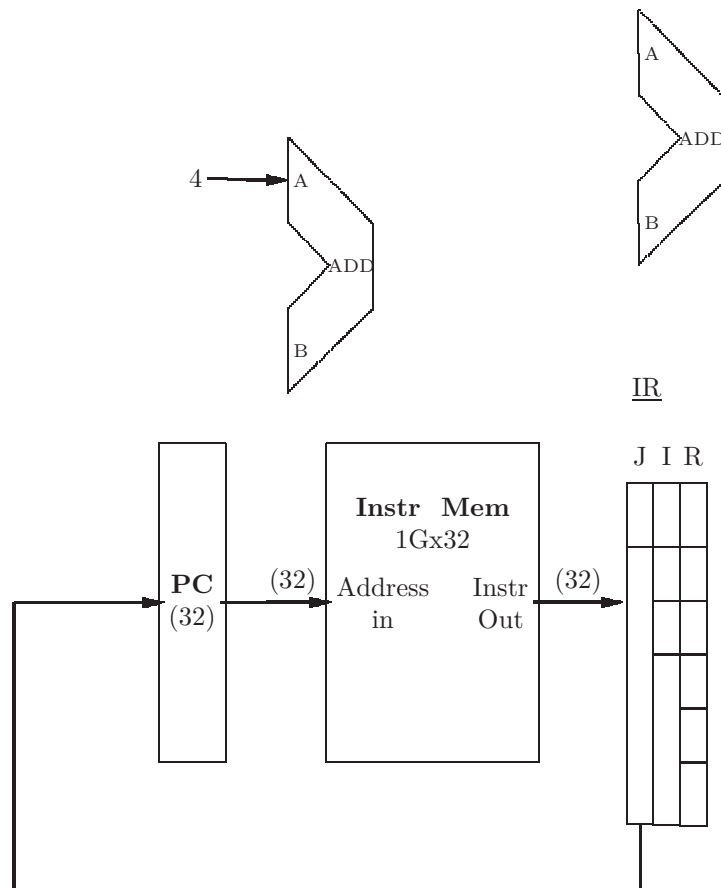 A
ADD
B
4
A
ADD
B
IR
J I R
Instr Mem
1Gx32
PC
(32)
(32)
Address
in
Instr
Out
(32)